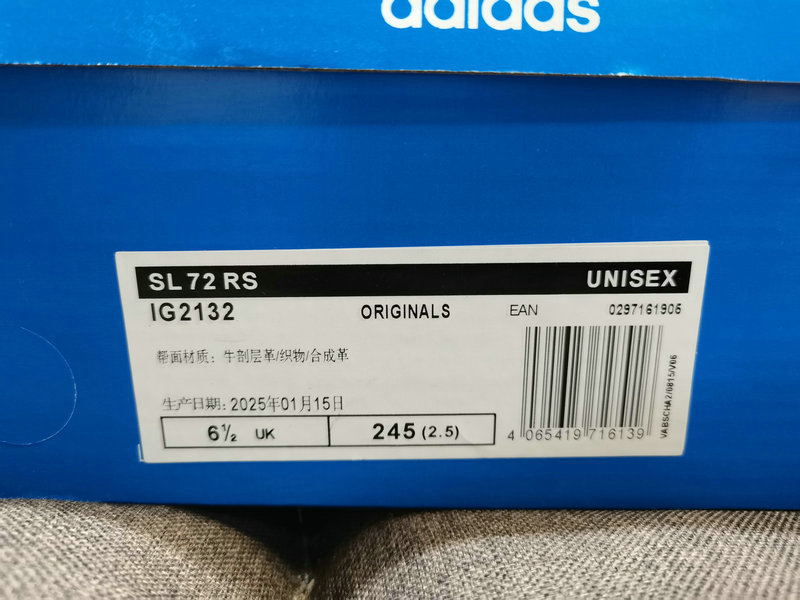 adidas
SL 72 RS UNISEX
IG2132 ORIGINALS EAN 0297161905
帮面材质: 牛剖层革/织物/合成革
生产日期: 2025年01月15日
6½ UK 245 (2.5)
4 065419 716139
VABSCHA2/0815/V06